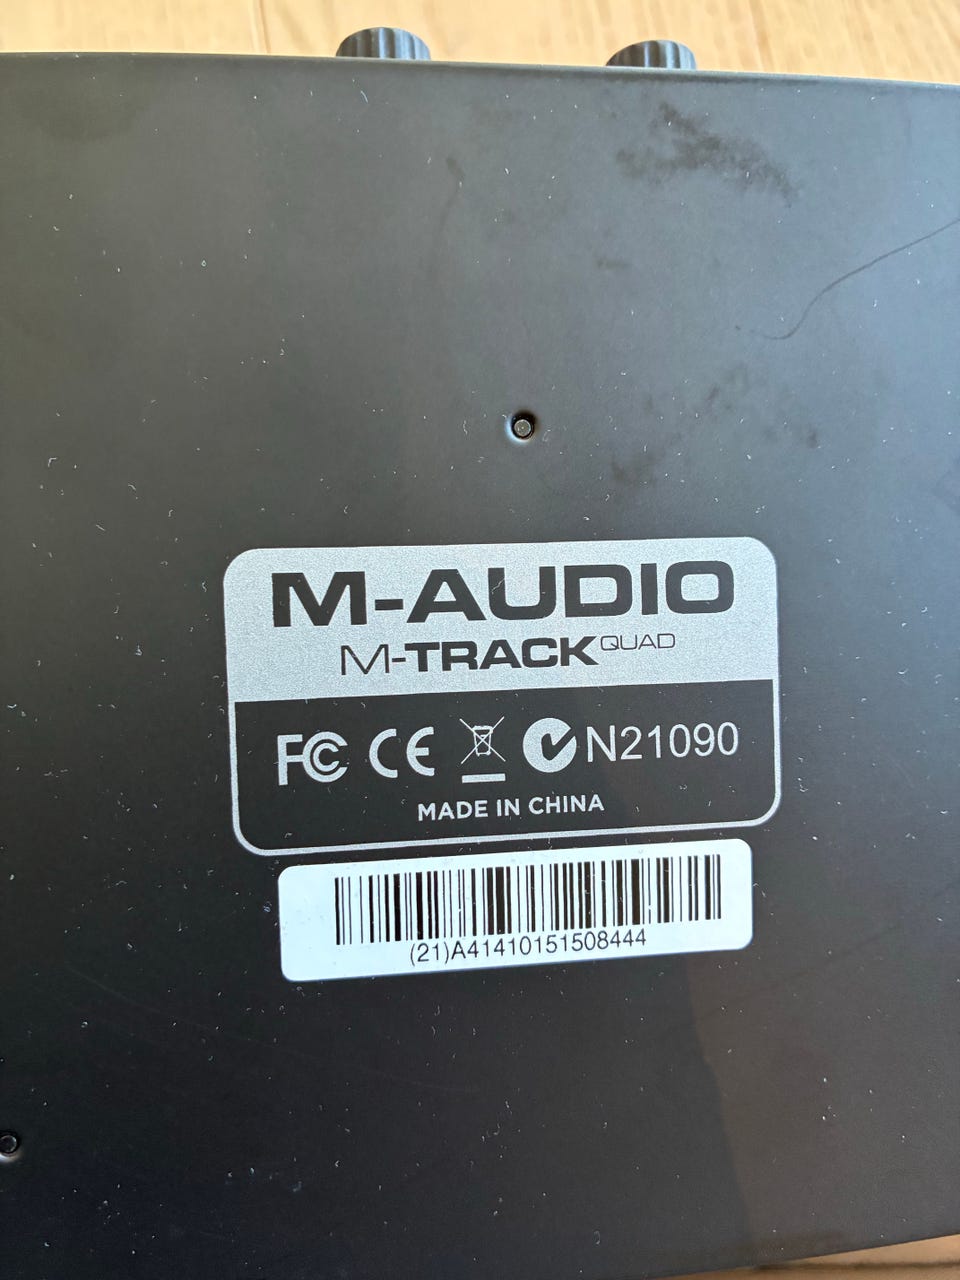 M-AUDIO
M-TRACK QUAD
FC CE N21090
MADE IN CHINA
(21)A41410151508444